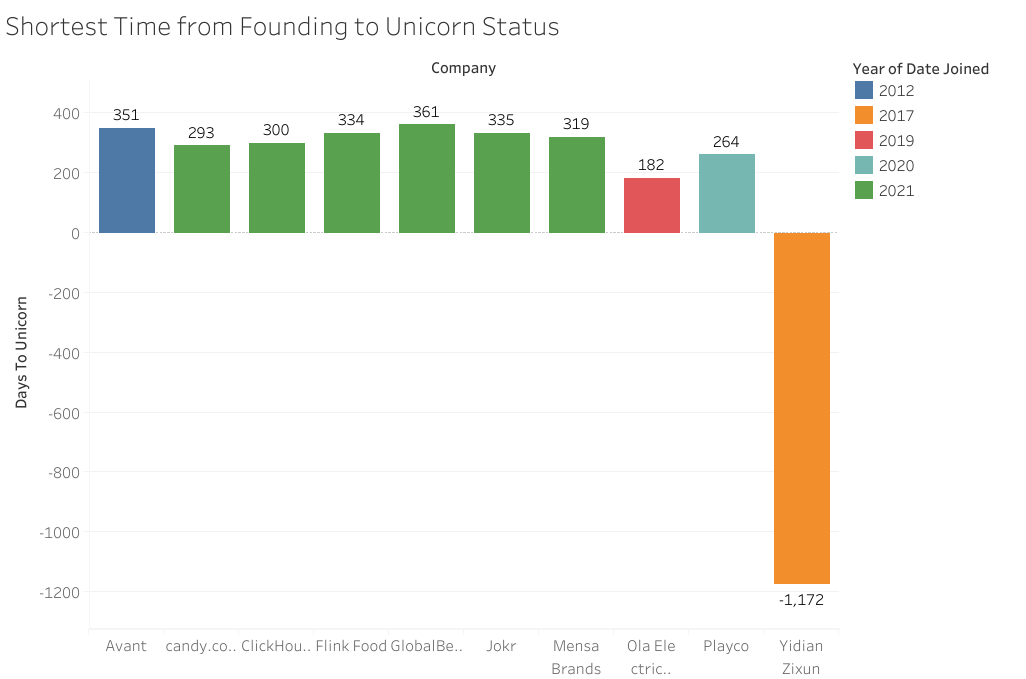 Shortest Time from Founding to Unicorn Status
Company
Year of Date Joined
2012
2017
2019
2020
2021
Days To Unicorn
400
200
0
-200
-400
-600
-800
-1000
-1200
351
293
300
334
361
335
319
182
264
-1,172
Avant
candy.co..
ClickHou..
Flink Food
GlobalBe..
Jokr
Mensa
Brands
Ola Ele
ctric..
Playco
Yidian
Zixun